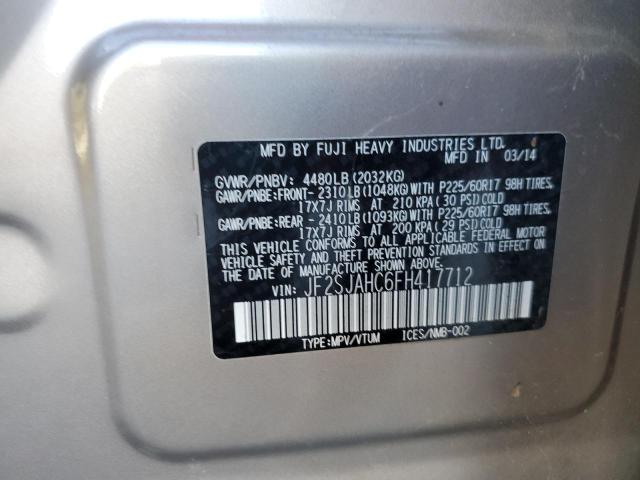 MFD BY FUJI HEAVY INDUSTRIES LTD.
MFD IN 03/14
GVWR/PNBV: 4480LB(2032KG)
GAWR/PNBE:FRONT-2310LB(1048KG)WITH P225/60R17 98H TIRES,
17X7J RIMS AT 210 KPA(30 PSI)COLD
GAWR/PNBE:REAR -2410LB(1093KG)WITH P225/60R17 98H TIRES,
17X7J RIMS AT 200 KPA(29 PSI)COLD
THIS VEHICLE CONFORMS TO ALL APPLICABLE FEDERAL MOTOR
VEHICLE SAFETY AND THEFT PREVENTION STANDARDS IN
EFFECT ON THE DATE OF MANUFACTURE SHOWN ABOVE.
VIN: JF2SJAHC6FH417712
TYPE:MPV/VTUM ICES/NMB-002